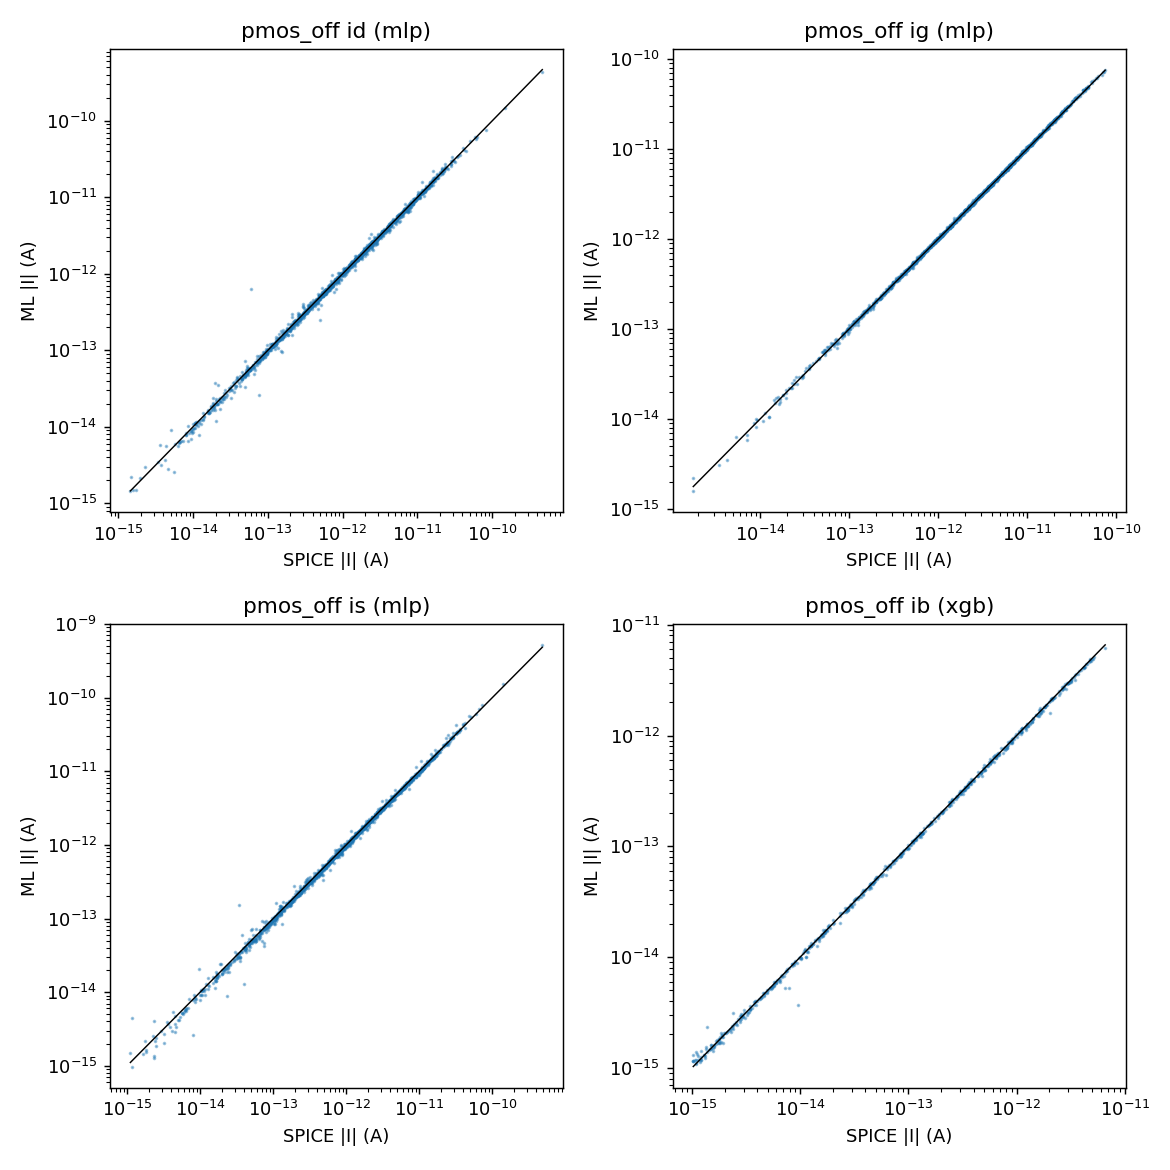 pmos_off id (mlp)
10⁻¹⁰
10⁻¹¹
10⁻¹²
10⁻¹³
10⁻¹⁴
10⁻¹⁵
ML |I| (A)
10⁻¹⁵ 10⁻¹⁴ 10⁻¹³ 10⁻¹² 10⁻¹¹ 10⁻¹⁰
SPICE |I| (A)
pmos_off ig (mlp)
10⁻¹⁰
10⁻¹¹
10⁻¹²
10⁻¹³
10⁻¹⁴
10⁻¹⁵
ML |I| (A)
10⁻¹⁴ 10⁻¹³ 10⁻¹² 10⁻¹¹ 10⁻¹⁰
SPICE |I| (A)
pmos_off is (mlp)
10⁻⁹
10⁻¹⁰
10⁻¹¹
10⁻¹²
10⁻¹³
10⁻¹⁴
10⁻¹⁵
ML |I| (A)
10⁻¹⁵ 10⁻¹⁴ 10⁻¹³ 10⁻¹² 10⁻¹¹ 10⁻¹⁰
SPICE |I| (A)
pmos_off ib (xgb)
10⁻¹¹
10⁻¹²
10⁻¹³
10⁻¹⁴
10⁻¹⁵
ML |I| (A)
10⁻¹⁵ 10⁻¹⁴ 10⁻¹³ 10⁻¹² 10⁻¹¹
SPICE |I| (A)